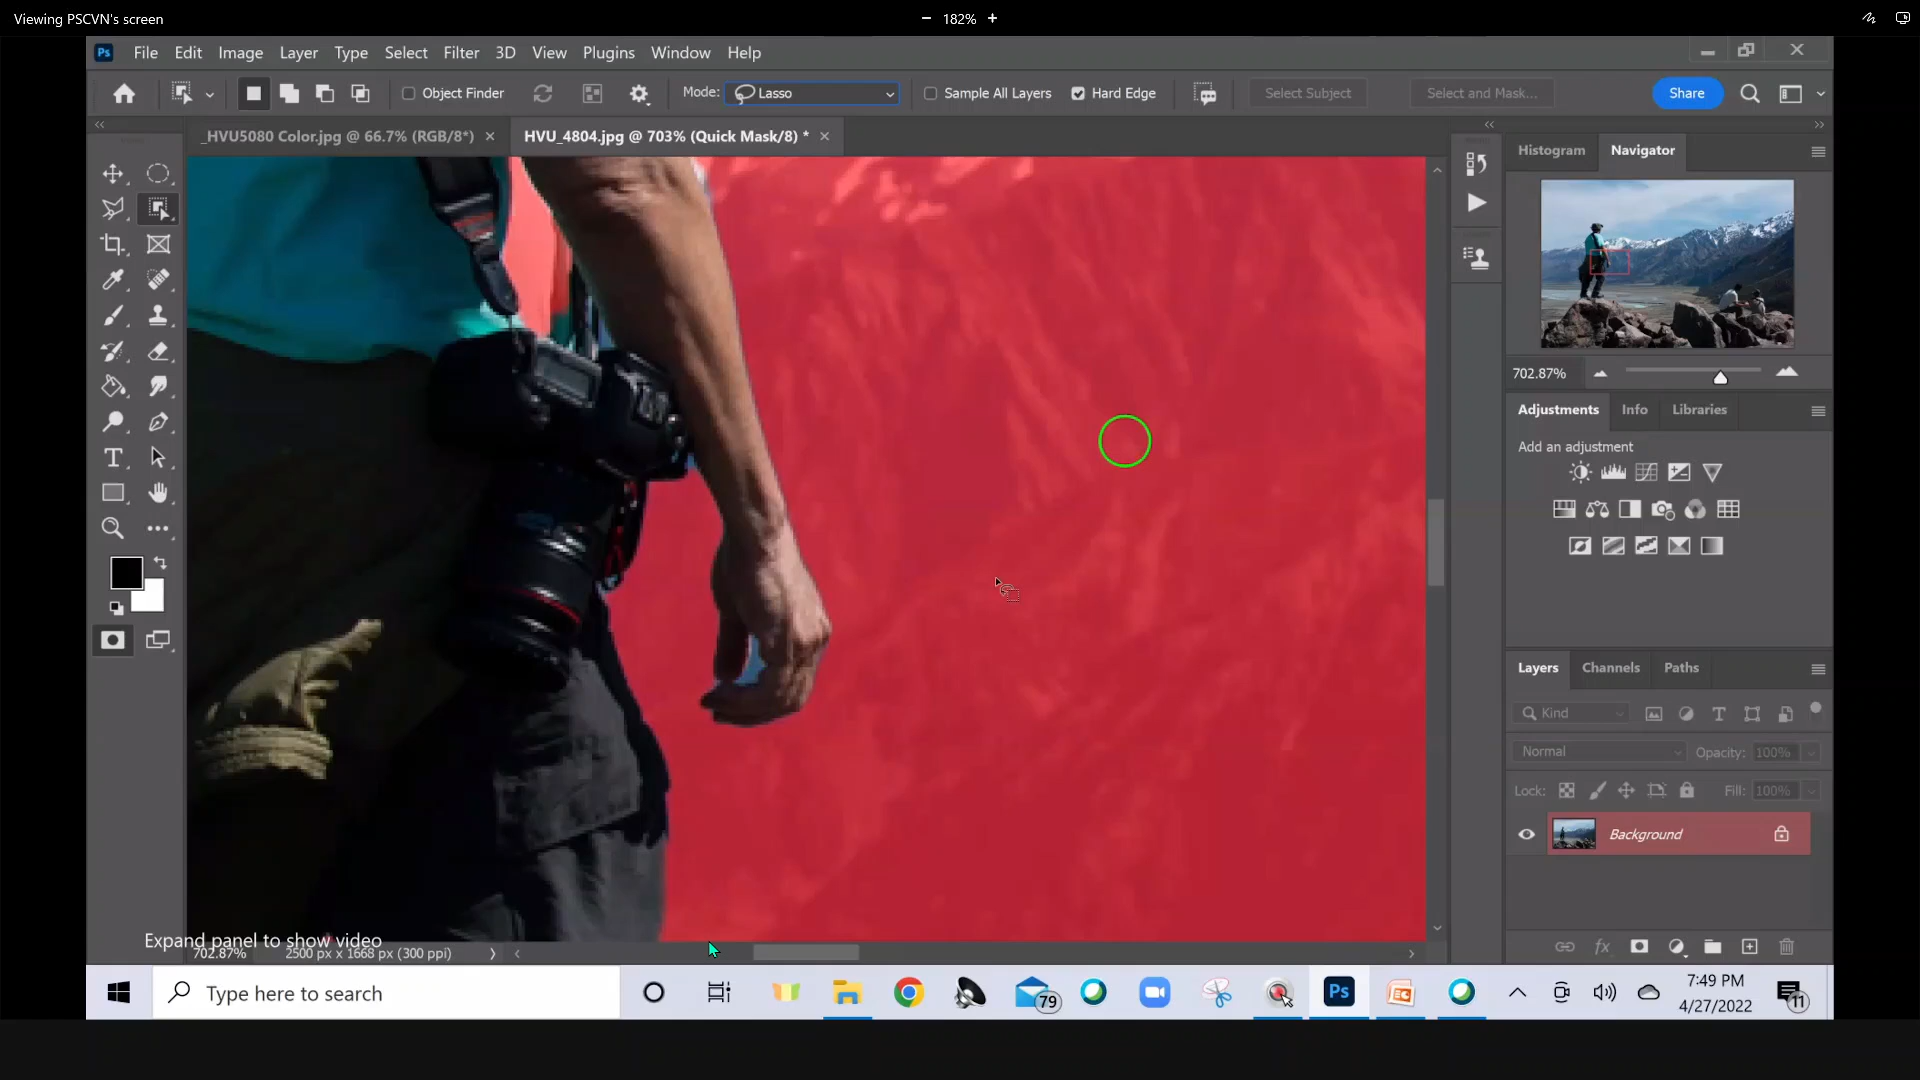 Viewing PSCVN's screen
− 182% +
Ps File Edit Image Layer Type Select Filter 3D View Plugins Window Help
Object Finder Mode: Lasso Sample All Layers Hard Edge Select Subject Select and Mask... Share
_HVU5080 Color.jpg @ 66.7% (RGB/8*) × HVU_4804.jpg @ 703% (Quick Mask/8) * ×
Histogram Navigator
702.87%
Adjustments Info Libraries
Add an adjustment
Layers Channels Paths
Kind
Normal Opacity: 100%
Lock: Fill: 100%
Background
fx
Expand panel to show video
702.87% 2500 px x 1668 px (300 ppi)
Type here to search
79
Ps
7:49 PM
4/27/2022
11